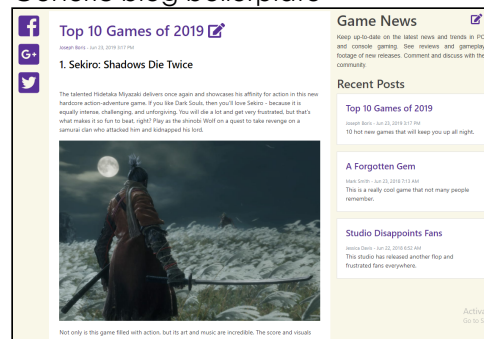 Generic blog boilerplate
Top 10 Games of 2019
Joseph Boris - Jun 23, 2019 3:17 PM
1. Sekiro: Shadows Die Twice
The talented Hidetaka Miyazaki delivers once again and showcases his affinity for action in this new
hardcore action-adventure game. If you like Dark Souls, then you'll love Sekiro - because it is
equally intense, challenging, and unforgiving. You will die a lot and get very frustrated, but that's
what makes it so fun to beat, right? Play as the shinobi Wolf on a quest to take revenge on a
samurai clan who attacked him and kidnapped his lord.
Not only is this game filled with action, but its art and music are incredible. The score and visuals
G+
Game News
Keep up-to-date on the latest news and trends in PC
and console gaming. See reviews and gameplay
footage of new releases. Comment and discuss with the
community.
Recent Posts
Top 10 Games of 2019
Joseph Boris - Jun 23, 2019 3:17 PM
10 hot new games that will keep you up all night.
A Forgotten Gem
Mark Smith - Jun 23, 2019 7:13 AM
This is a really cool game that not many people
remember.
Studio Disappoints Fans
Jessica Davis - Jun 22, 2019 8:52 AM
This studio has released another flop and
frustrated fans everywhere.
Go to S